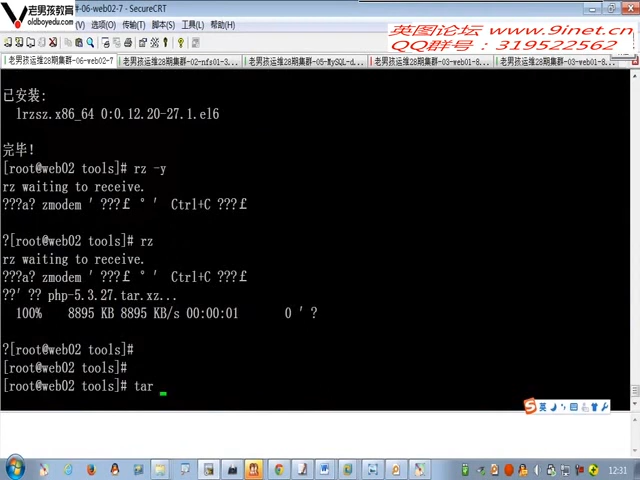 老男孩教育
oldboyedu.com
-06-web02-7 - SecureCRT
英图论坛 www.9inet.cn
QQ群号：319522562
(V) 选项(O) 传输(T) 脚本(S) 工具(L) 帮助(H)
老男孩运维28期集群-06-web02-7
老男孩运维28期集群-02-nfs01-3...
老男孩运维28期集群-05-MySQL-d...
老男孩运维28期集群-03-web01-8...
老男孩运维28期集群-03-web01-8...
已安装:
lrzsz.x86_64 0:0.12.20-27.1.el6
完毕！
[root@web02 tools]# rz -y
rz waiting to receive.
???a? zmodem ' ???£ ° ' Ctrl+C ???£
?[root@web02 tools]# rz
rz waiting to receive.
???a? zmodem ' ???£ ° ' Ctrl+C ???£
??' ?? php-5.3.27.tar.xz...
100% 8895 KB 8895 KB/s 00:00:01 0 ' ?
?[root@web02 tools]#
[root@web02 tools]#
[root@web02 tools]# tar
英
12:31